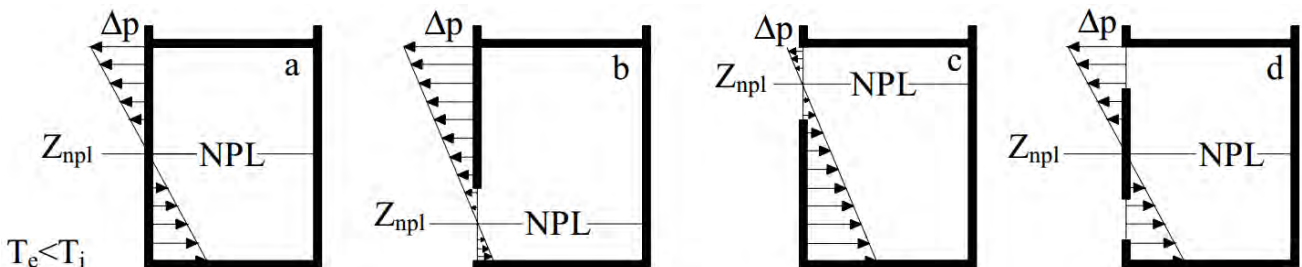 Δp
a
Z_npl
NPL
T_e<T_i
Δp
b
Z_npl
NPL
Δp
c
Z_npl
NPL
Δp
d
Z_npl
NPL